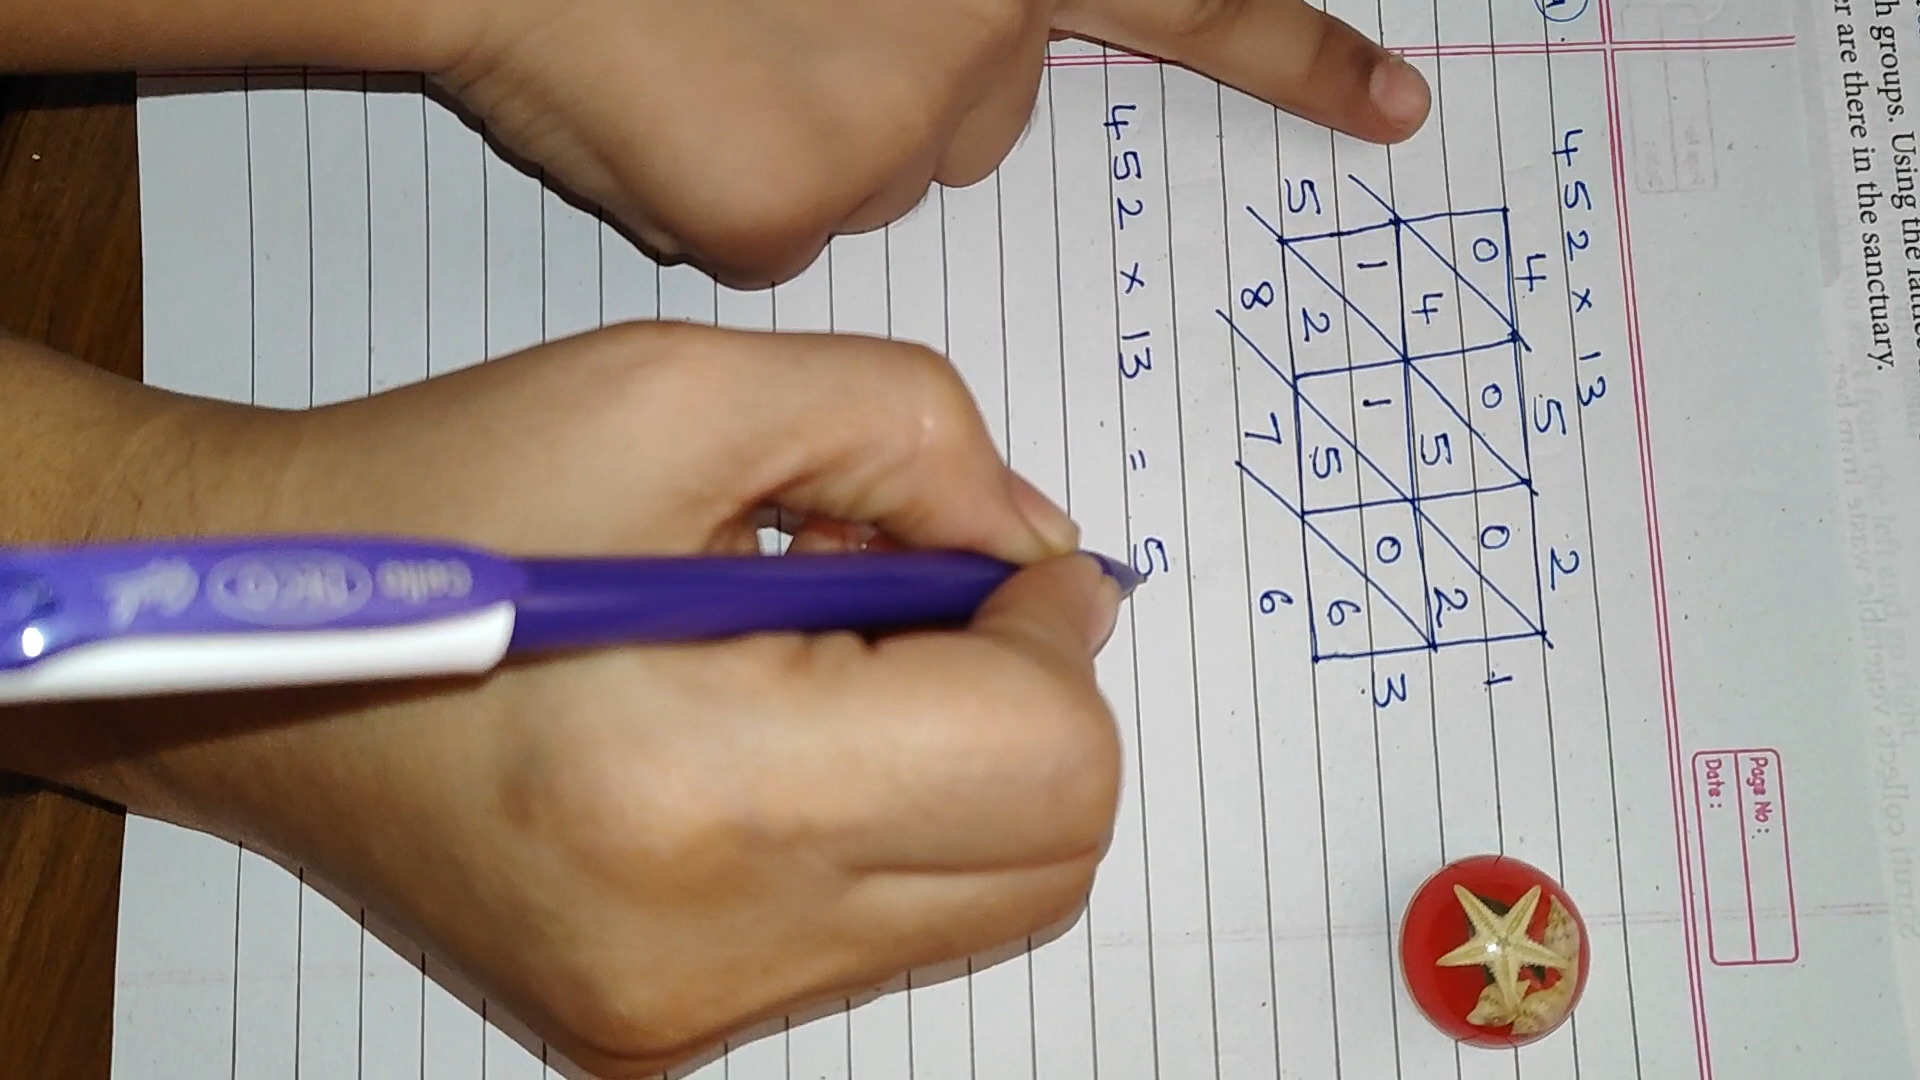 h groups. Using the
er are there in the sanctuary.
Page No:
Date:
452 × 13
4 5 2
0 0 0 1
4 5 2
1 1 0 3
5 2 5 6
8 7 6
452 × 13 = 5